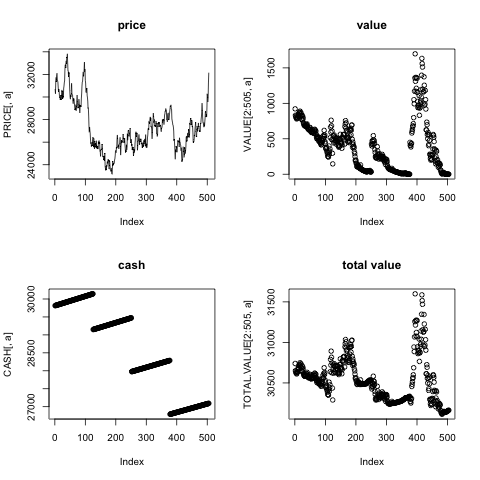 price
PRICE[, a]
32000
28000
24000
0 100 200 300 400 500
Index
value
VALUE[2:505, a]
1500
1000
500
0
0 100 200 300 400 500
Index
cash
CASH[, a]
30000
28500
27000
0 100 200 300 400 500
Index
total value
TOTAL.VALUE[2:505, a]
31500
31000
30500
0 100 200 300 400 500
Index